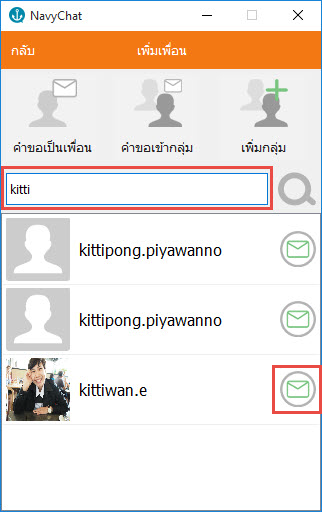 NavyChat
กลับ
เพิ่มเพื่อน
คำขอเป็นเพื่อน
คำขอเข้ากลุ่ม
เพิ่มกลุ่ม
kitti
kittipong.piyawanno
kittipong.piyawanno
kittiwan.e